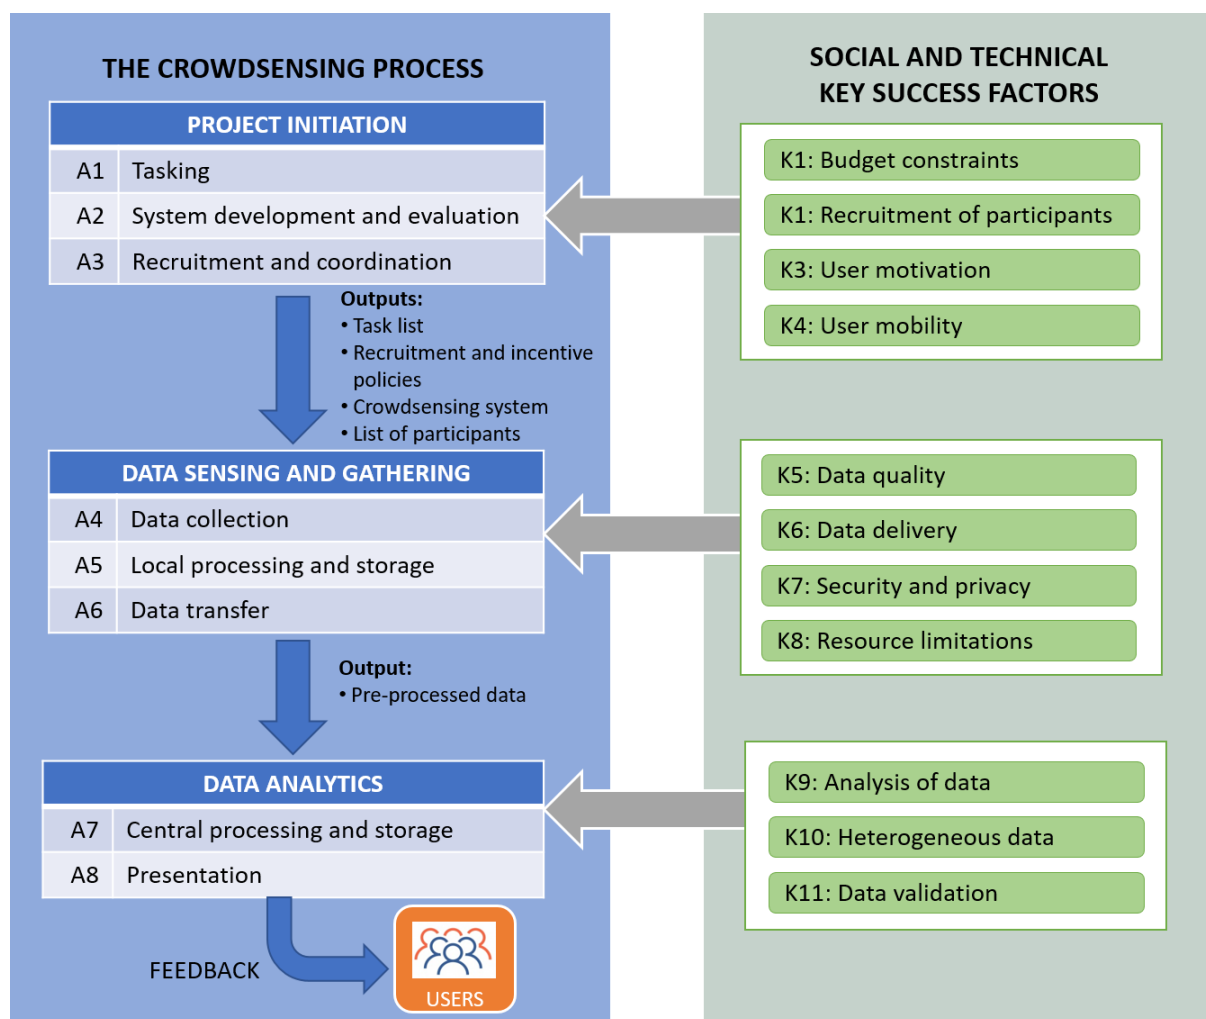 THE CROWDSENSING PROCESS
PROJECT INITIATION
A1 Tasking
A2 System development and evaluation
A3 Recruitment and coordination
Outputs:
• Task list
• Recruitment and incentive
policies
• Crowdsensing system
• List of participants
DATA SENSING AND GATHERING
A4 Data collection
A5 Local processing and storage
A6 Data transfer
Output:
• Pre-processed data
DATA ANALYTICS
A7 Central processing and storage
A8 Presentation
FEEDBACK
USERS
SOCIAL AND TECHNICAL
KEY SUCCESS FACTORS
K1: Budget constraints
K1: Recruitment of participants
K3: User motivation
K4: User mobility
K5: Data quality
K6: Data delivery
K7: Security and privacy
K8: Resource limitations
K9: Analysis of data
K10: Heterogeneous data
K11: Data validation